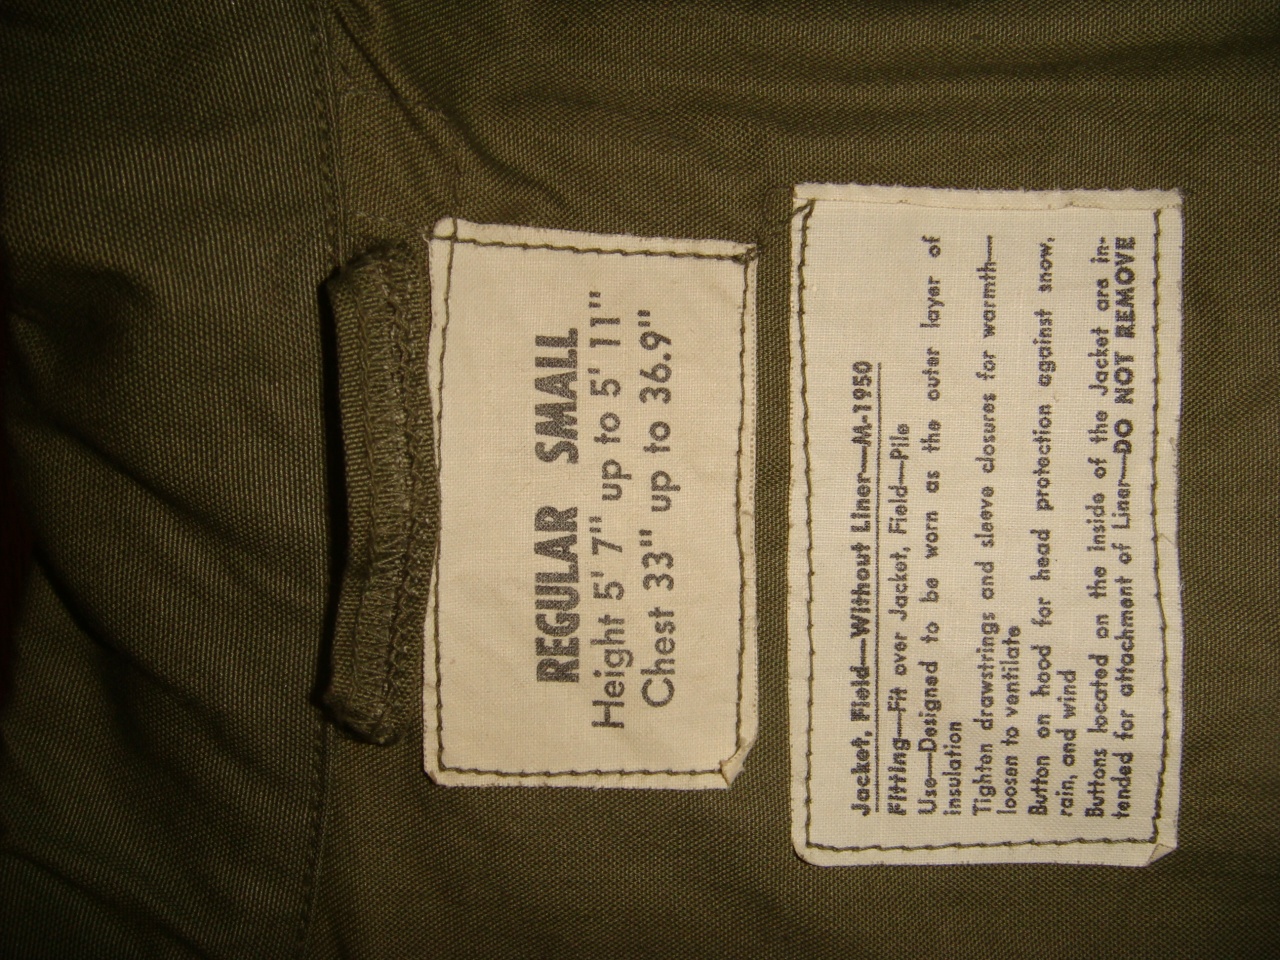 REGULAR SMALL
Height 5' 7" up to 5' 11"
Chest 33" up to 36.9"
Jacket, Field—Without Liner—M-1950
Fitting—Fit over Jacket, Field—Pile
Use—Designed to be worn as the outer layer of
insulation
Tighten drawstrings and sleeve closures for warmth—
loosen to ventilate
Button on hood for head protection against snow,
rain, and wind
Buttons located on the inside of the Jacket are in-
tended for attachment of Liner—DO NOT REMOVE